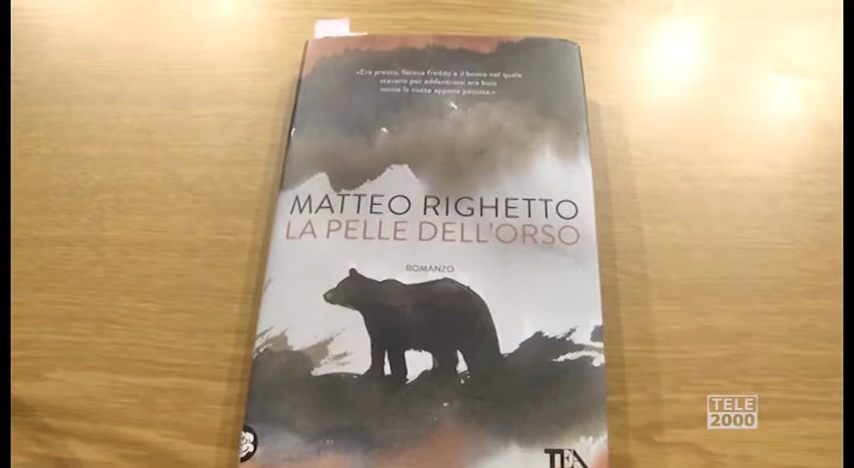 «Era presto, faceva freddo e il bosco nel quale
stavano per addentrarsi era buio
come la notte appena passata.»
MATTEO RIGHETTO
LA PELLE DELL'ORSO
ROMANZO
TEA
TELE
2000